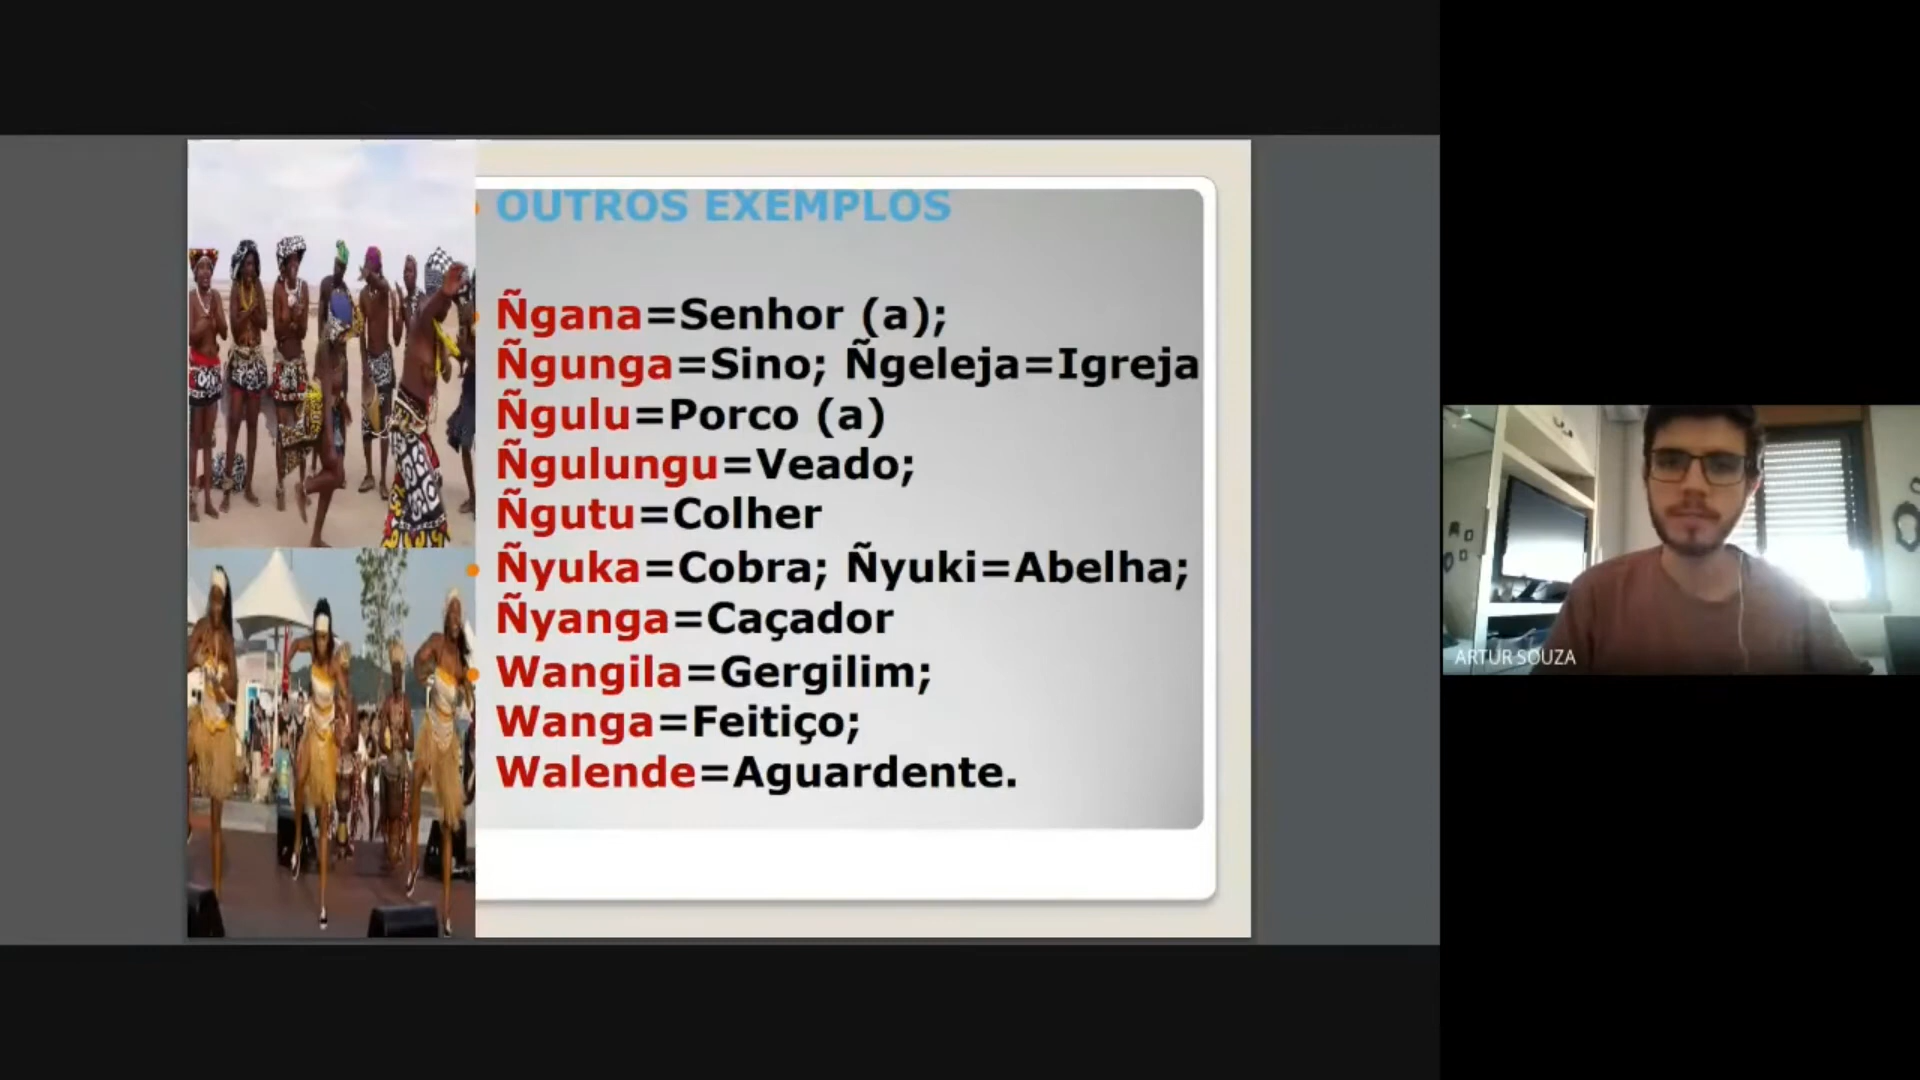 OUTROS EXEMPLOS
Ñgana=Senhor (a);
Ñgunga=Sino; Ñgeleja=Igreja
Ñgulu=Porco (a)
Ñgulungu=Veado;
Ñgutu=Colher
Ñyuka=Cobra; Ñyuki=Abelha;
Ñyanga=Caçador
Wangila=Gergilim;
Wanga=Feitiço;
Walende=Aguardente.
ARTUR SOUZA